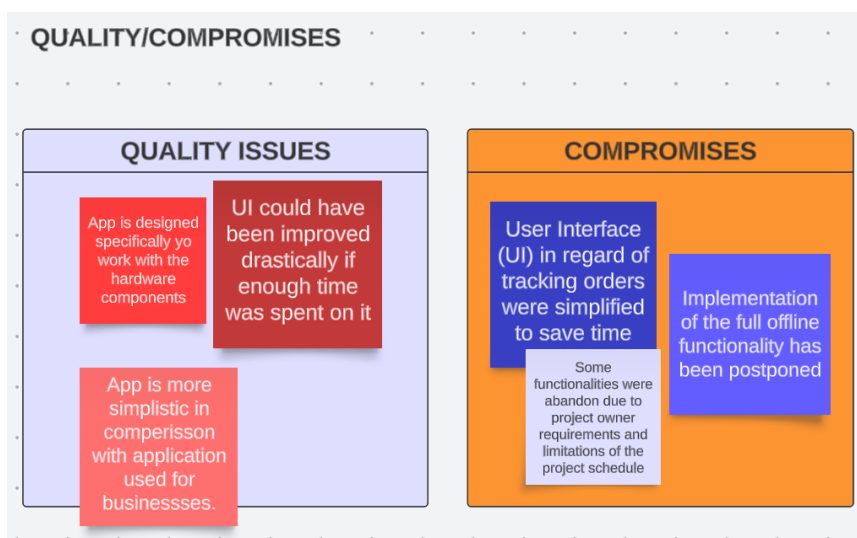 QUALITY/COMPROMISES
QUALITY ISSUES
App is designed
specifically yo
work with the
hardware
components
UI could have
been improved
drastically if
enough time
was spent on it
App is more
simplistic in
comperisson
with application
used for
businessses.
COMPROMISES
User Interface
(UI) in regard of
tracking orders
were simplified
to save time
Implementation
of the full offline
functionality has
been postponed
Some
functionalities were
abandon due to
project owner
requirements and
limitations of the
project schedule